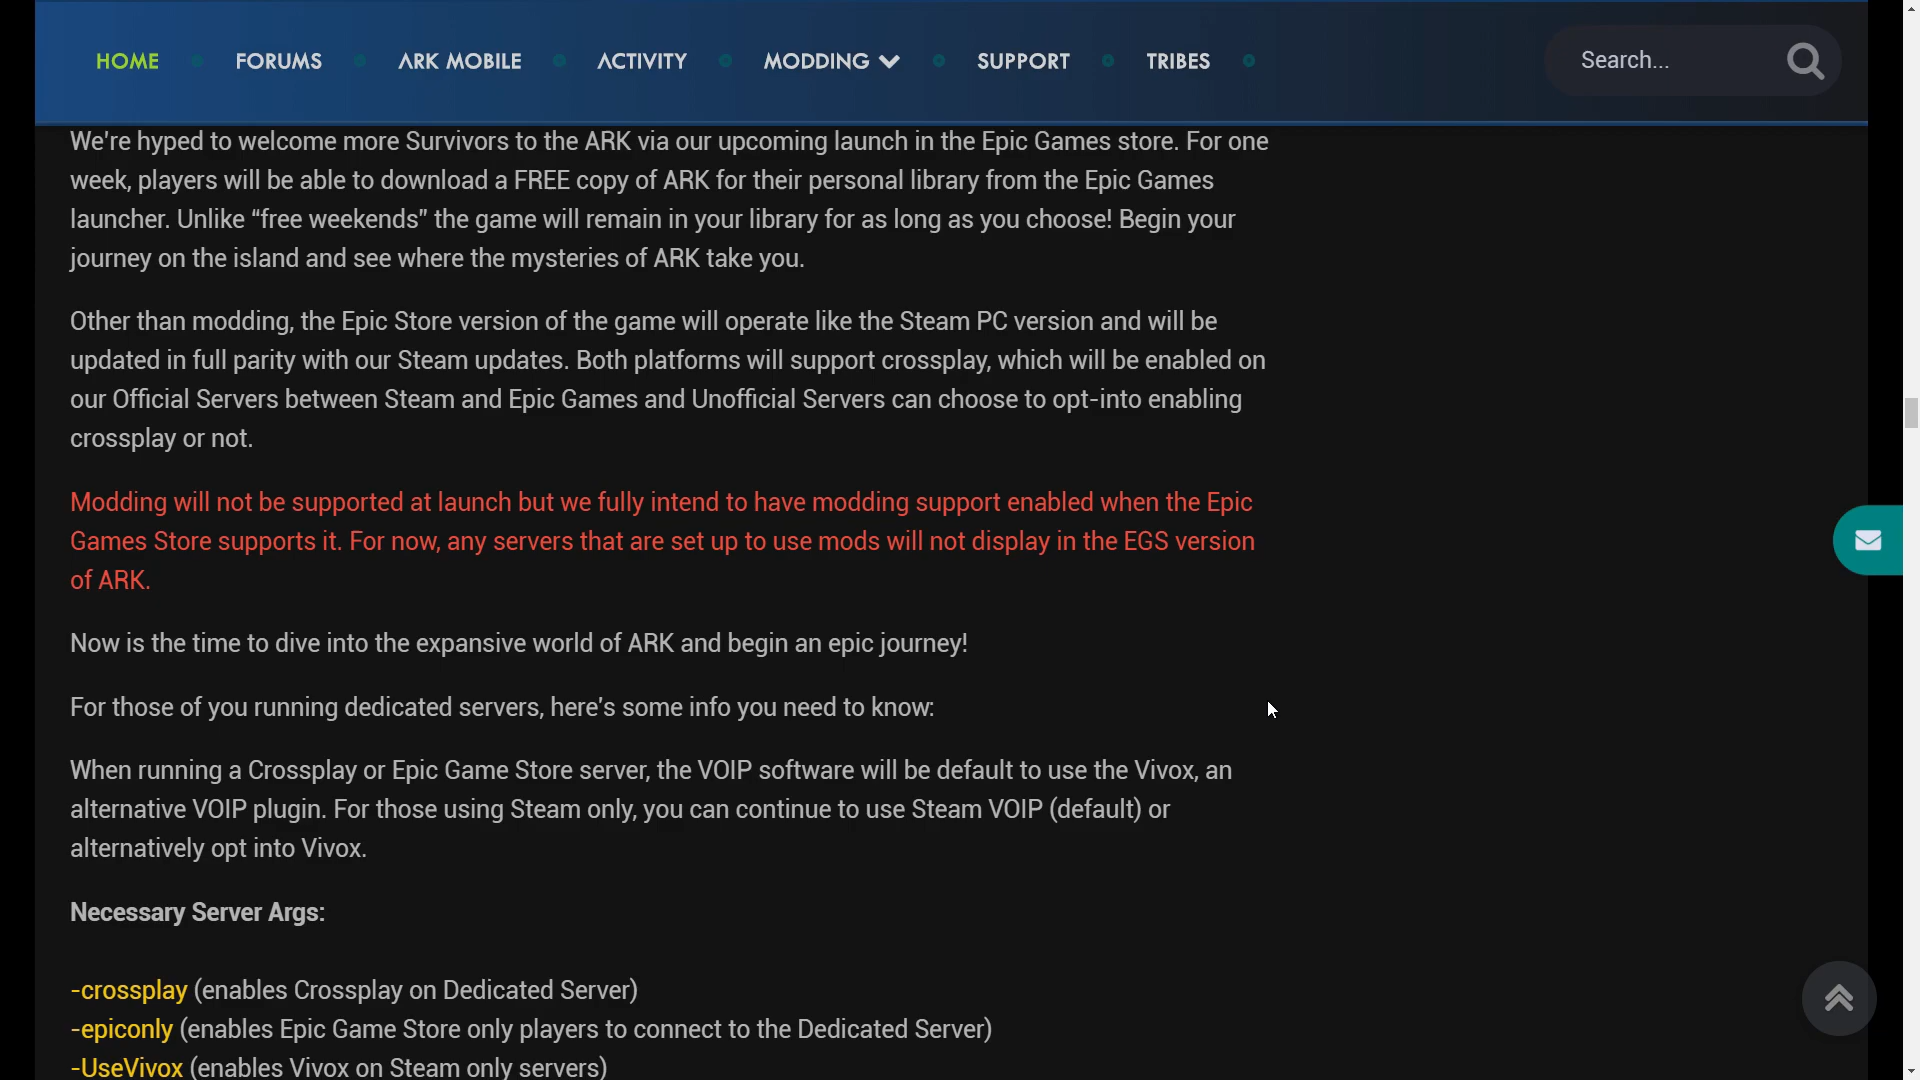 HOME FORUMS ARK MOBILE ACTIVITY MODDING SUPPORT TRIBES Search...
We're hyped to welcome more Survivors to the ARK via our upcoming launch in the Epic Games store. For one
week, players will be able to download a FREE copy of ARK for their personal library from the Epic Games
launcher. Unlike “free weekends” the game will remain in your library for as long as you choose! Begin your
journey on the island and see where the mysteries of ARK take you.
Other than modding, the Epic Store version of the game will operate like the Steam PC version and will be
updated in full parity with our Steam updates. Both platforms will support crossplay, which will be enabled on
our Official Servers between Steam and Epic Games and Unofficial Servers can choose to opt-into enabling
crossplay or not.
Modding will not be supported at launch but we fully intend to have modding support enabled when the Epic
Games Store supports it. For now, any servers that are set up to use mods will not display in the EGS version
of ARK.
Now is the time to dive into the expansive world of ARK and begin an epic journey!
For those of you running dedicated servers, here's some info you need to know:
When running a Crossplay or Epic Game Store server, the VOIP software will be default to use the Vivox, an
alternative VOIP plugin. For those using Steam only, you can continue to use Steam VOIP (default) or
alternatively opt into Vivox.
Necessary Server Args:
-crossplay (enables Crossplay on Dedicated Server)
-epiconly (enables Epic Game Store only players to connect to the Dedicated Server)
-UseVivox (enables Vivox on Steam only servers)